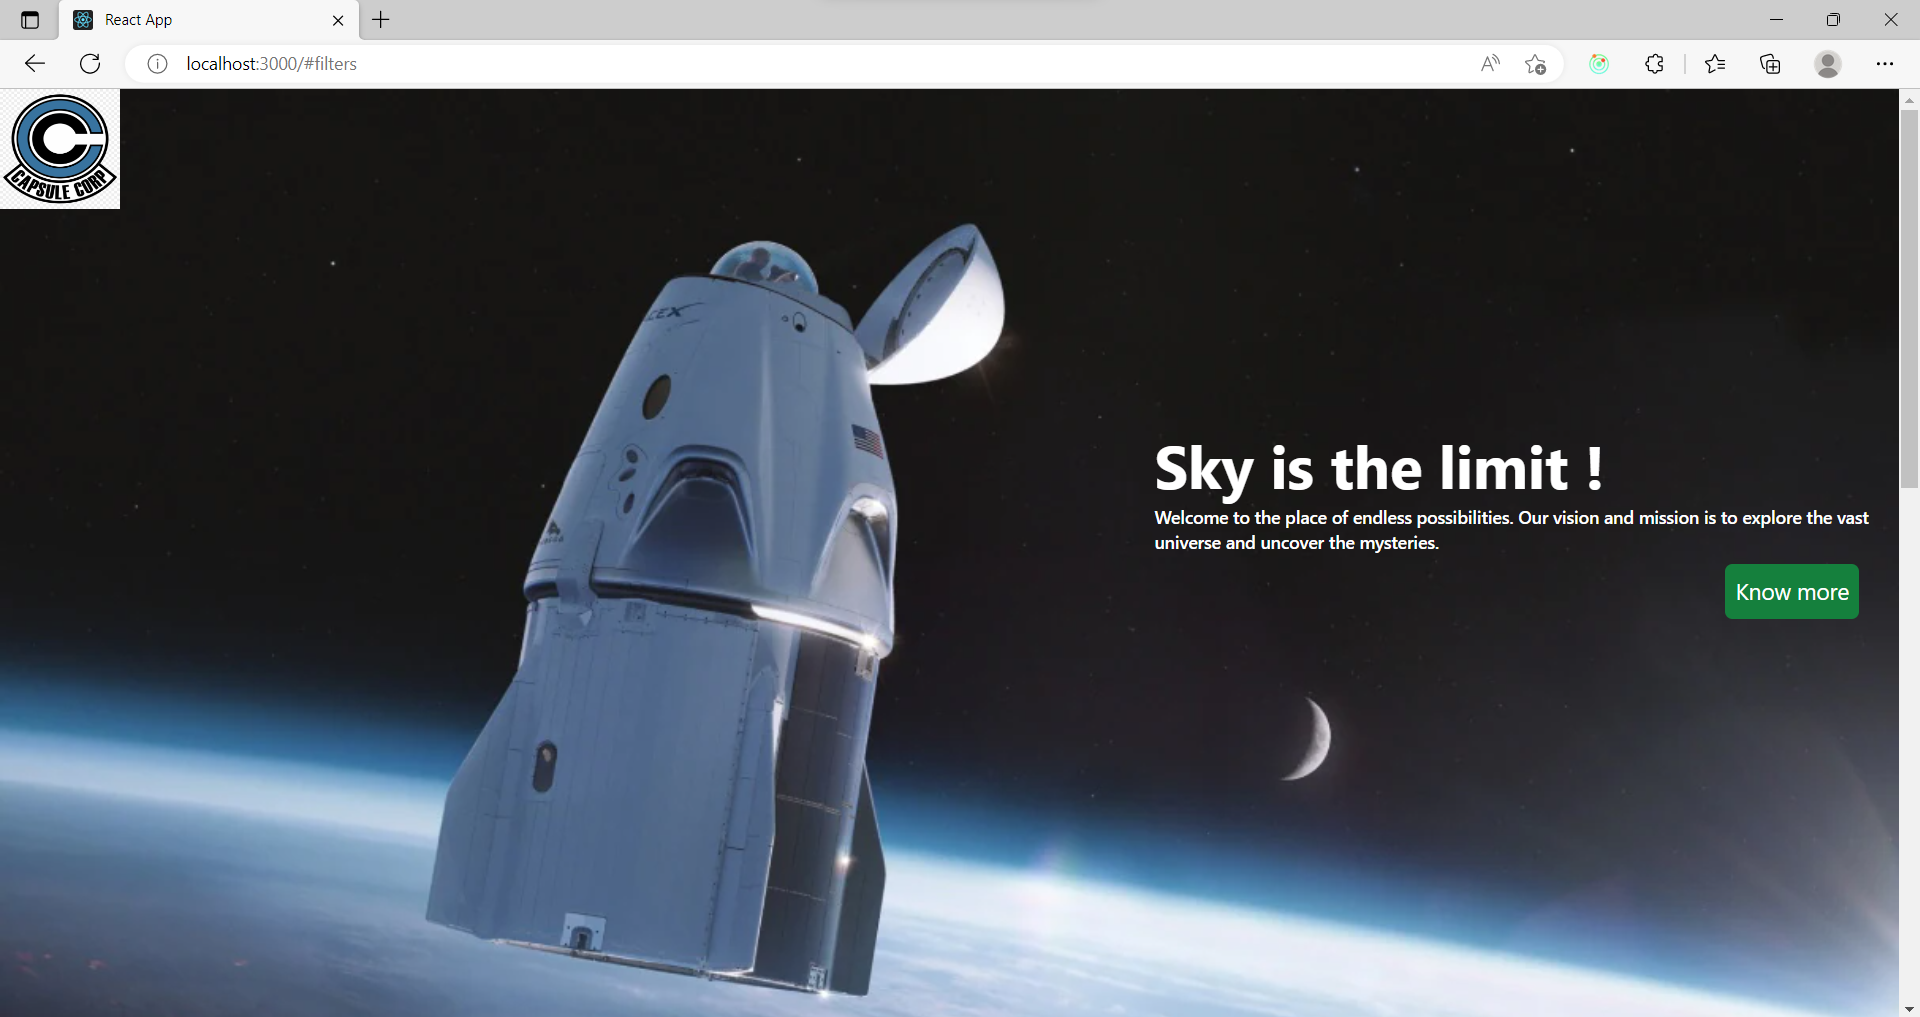 React App
localhost:3000/#filters
CAPSULE CORP
Sky is the limit !
Welcome to the place of endless possibilities. Our vision and mission is to explore the vast
universe and uncover the mysteries.
Know more